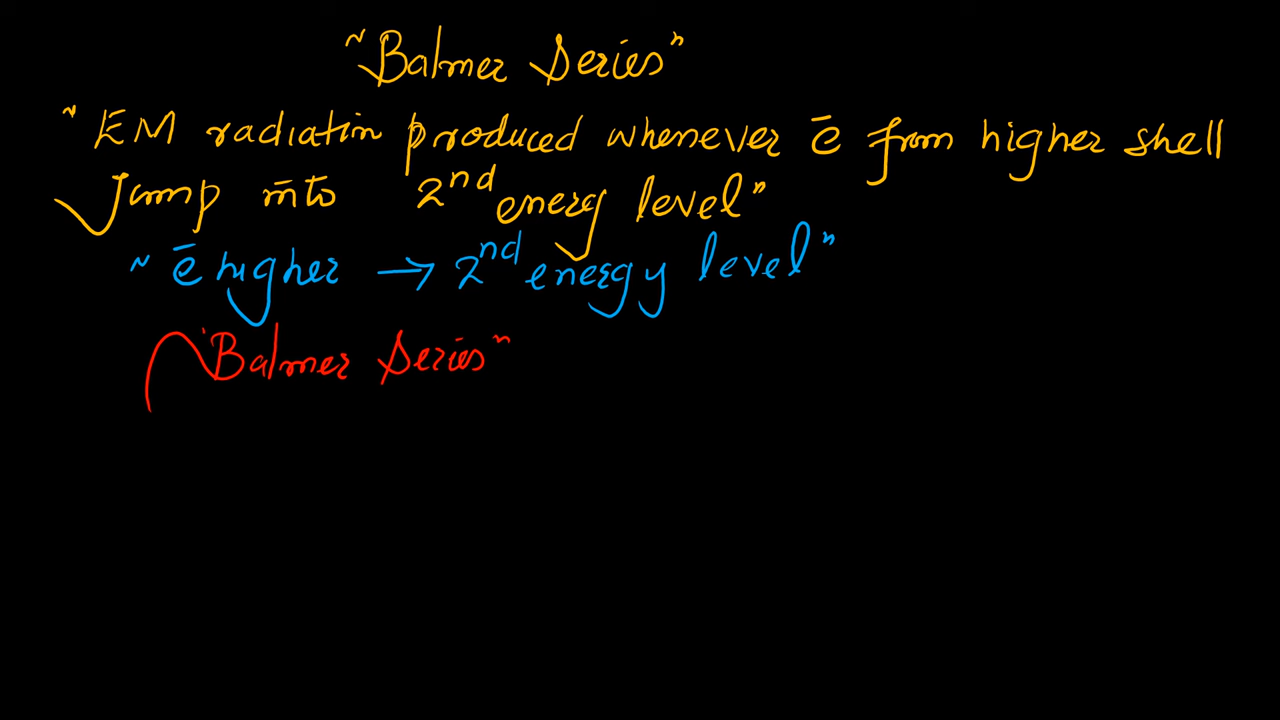 "Balmer Series"
"EM radiatin produced whenever ē from higher shell
Jump into 2nd energy level"
"ē higher → 2nd energy level"
"Balmer Series"